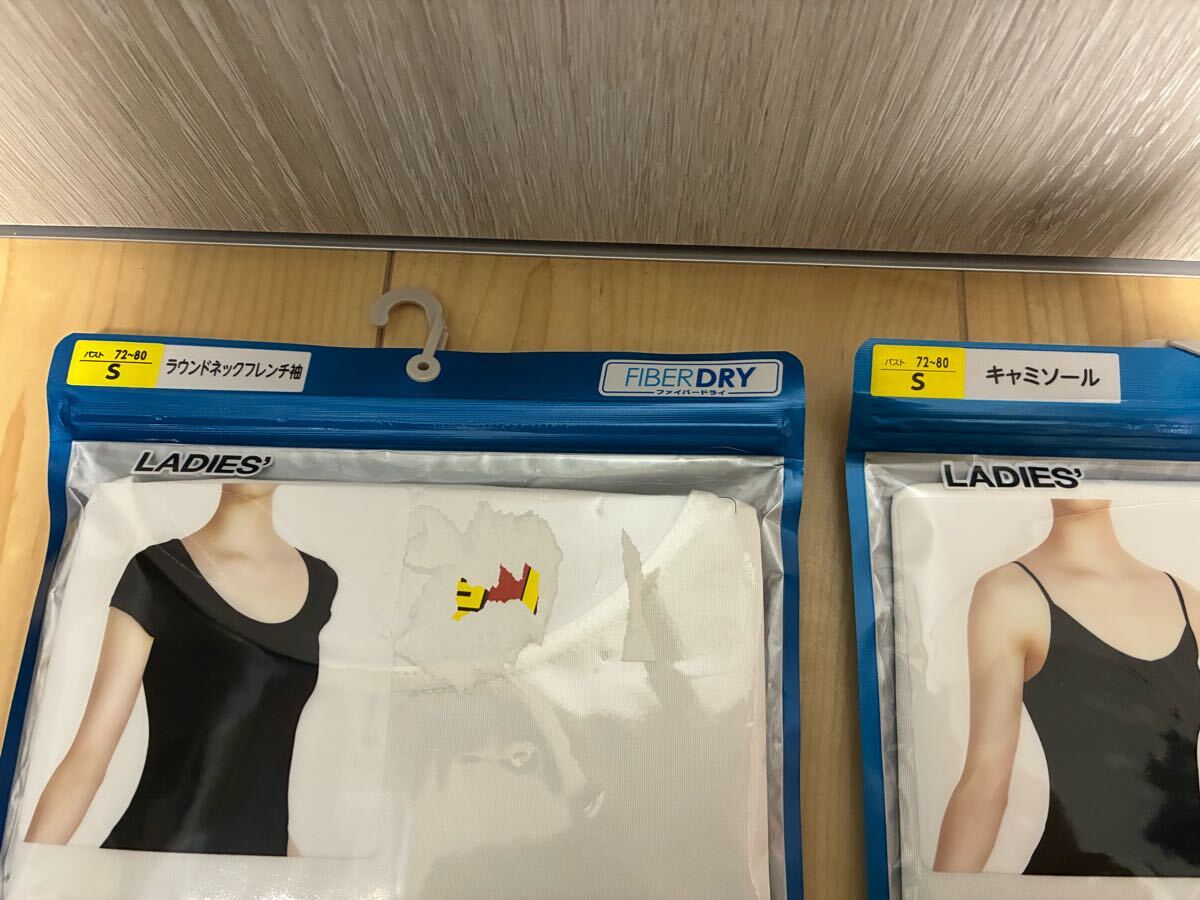 バスト 72~80
S
ラウンドネックフレンチ袖
FIBERDRY
ファイバードライ
LADIES'
バスト 72~80
S
キャミソール
LADIES'